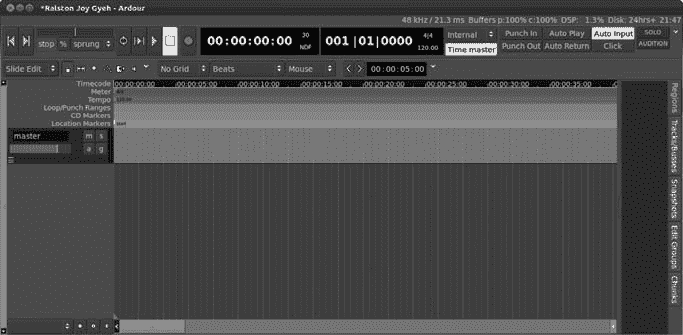 *Ralston Joy Gyeh - Ardour
48 kHz / 21.3 ms Buffers p:100% c:100% DSP: 1.3% Disk: 24hrs+ 21:47
stop % sprung
00:00:00:00 30 NDF
001|01|0000 4|4 120.00
Internal Punch In Auto Play Auto Input SOLO
Time master Punch Out Auto Return Click AUDITION
Slide Edit No Grid Beats Mouse 00:00:05:00
Timecode 00:00:00:00 00:00:05:00 00:00:10:00 00:00:15:00 00:00:20:00 00:00:25:00 00:00:30:00 00:00:35:00
Meter 4/4
Tempo 120.00
Loop/Punch Ranges
CD Markers
Location Markers start
master m s
a g
Regions
Tracks/Busses
Snapshots
Edit Groups
Chunks